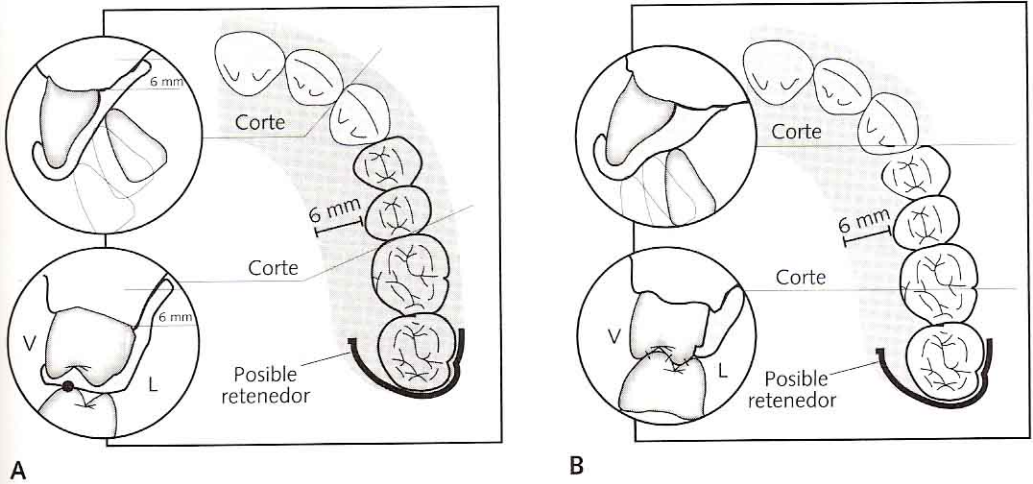 6 mm
Corte
6 mm
Corte
6 mm
V
L
Posible
retenedor
A
Corte
6 mm
Corte
V
L
Posible
retenedor
B